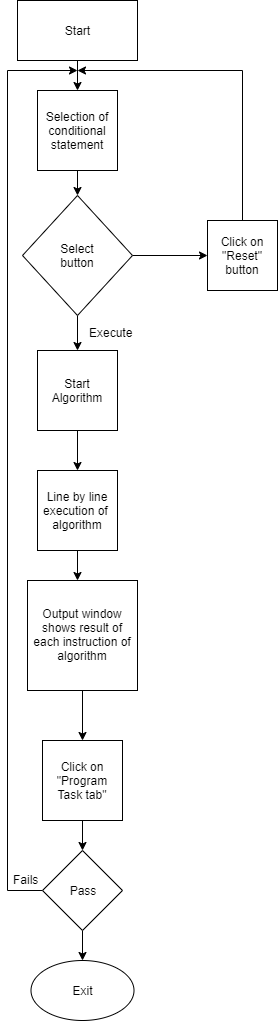 Start
Selection of
conditional
statement
Select
button
Click on
"Reset"
button
Execute
Start
Algorithm
Line by line
execution of
algorithm
Output window
shows result of
each instruction of
algorithm
Click on
"Program
Task tab"
Fails
Pass
Exit